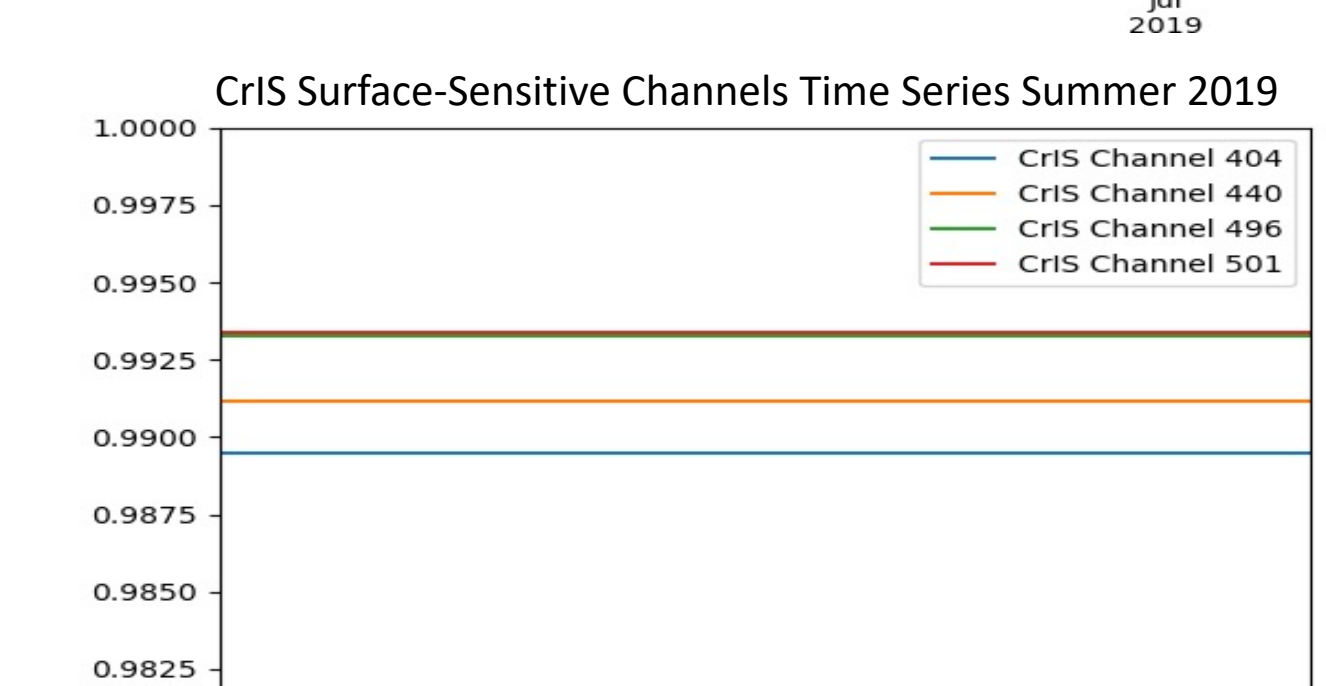 Jul
2019
CrIS Surface-Sensitive Channels Time Series Summer 2019
1.0000
0.9975
0.9950
0.9925
0.9900
0.9875
0.9850
0.9825
CrIS Channel 404
CrIS Channel 440
CrIS Channel 496
CrIS Channel 501